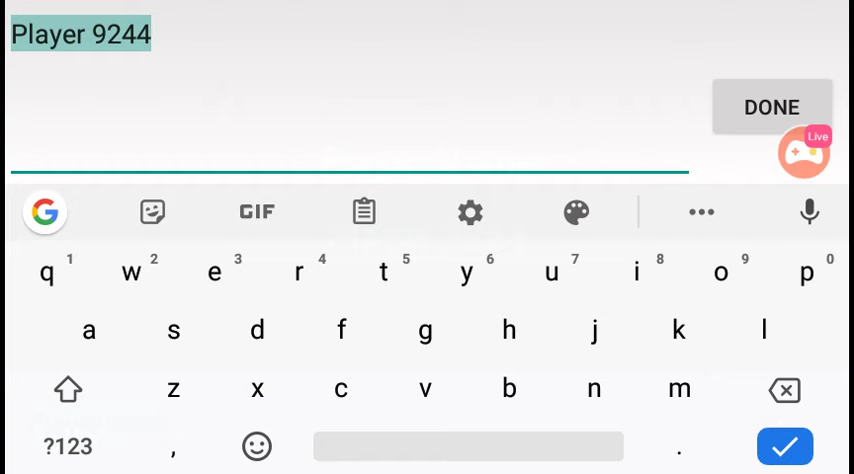 Player 9244
DONE
Live
G GIF
q 1 w 2 e 3 r 4 t 5 y 6 u 7 i 8 o 9 p 0
a s d f g h j k l
z x c v b n m
?123 , .